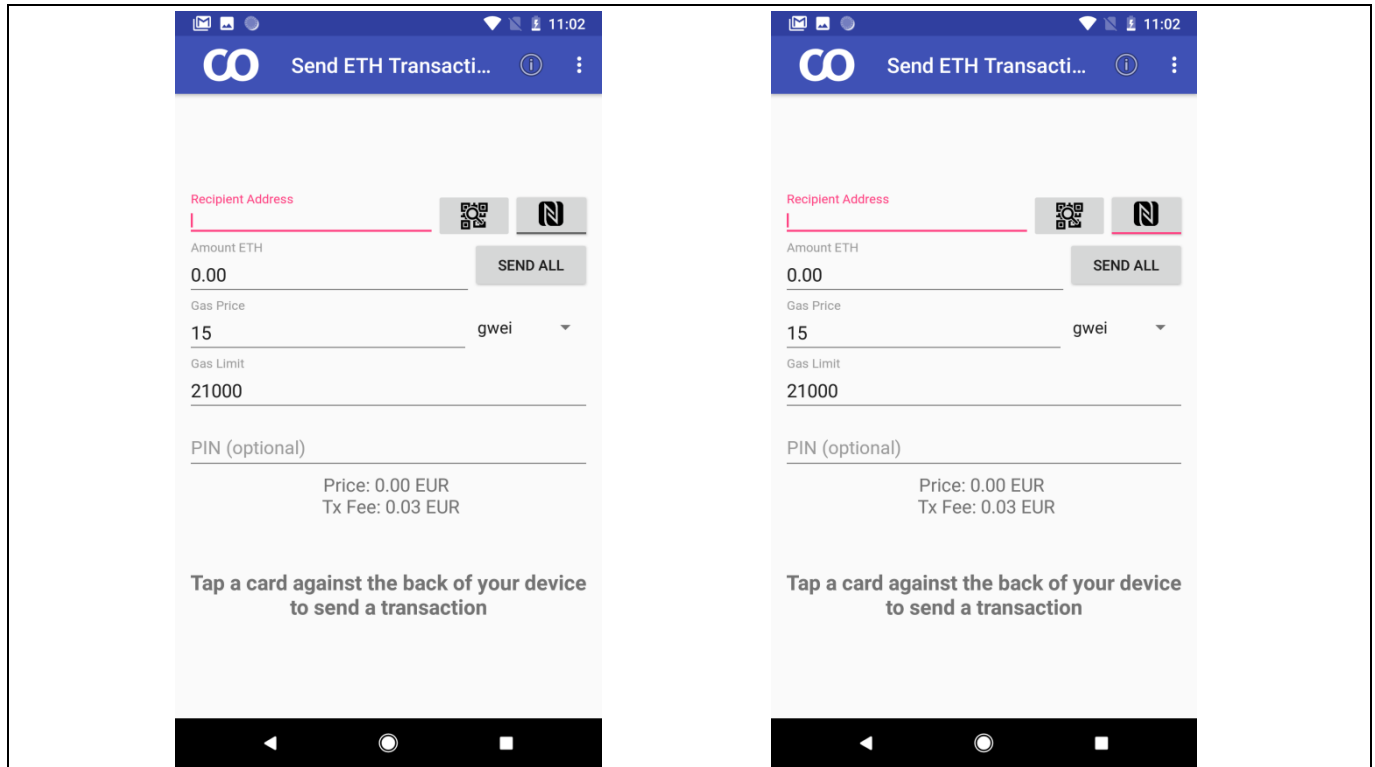 11:02
CO Send ETH Transacti...
Recipient Address
Amount ETH
0.00
SEND ALL
Gas Price
15
gwei
Gas Limit
21000
PIN (optional)
Price: 0.00 EUR
Tx Fee: 0.03 EUR
Tap a card against the back of your device
to send a transaction
11:02
CO Send ETH Transacti...
Recipient Address
Amount ETH
0.00
SEND ALL
Gas Price
15
gwei
Gas Limit
21000
PIN (optional)
Price: 0.00 EUR
Tx Fee: 0.03 EUR
Tap a card against the back of your device
to send a transaction